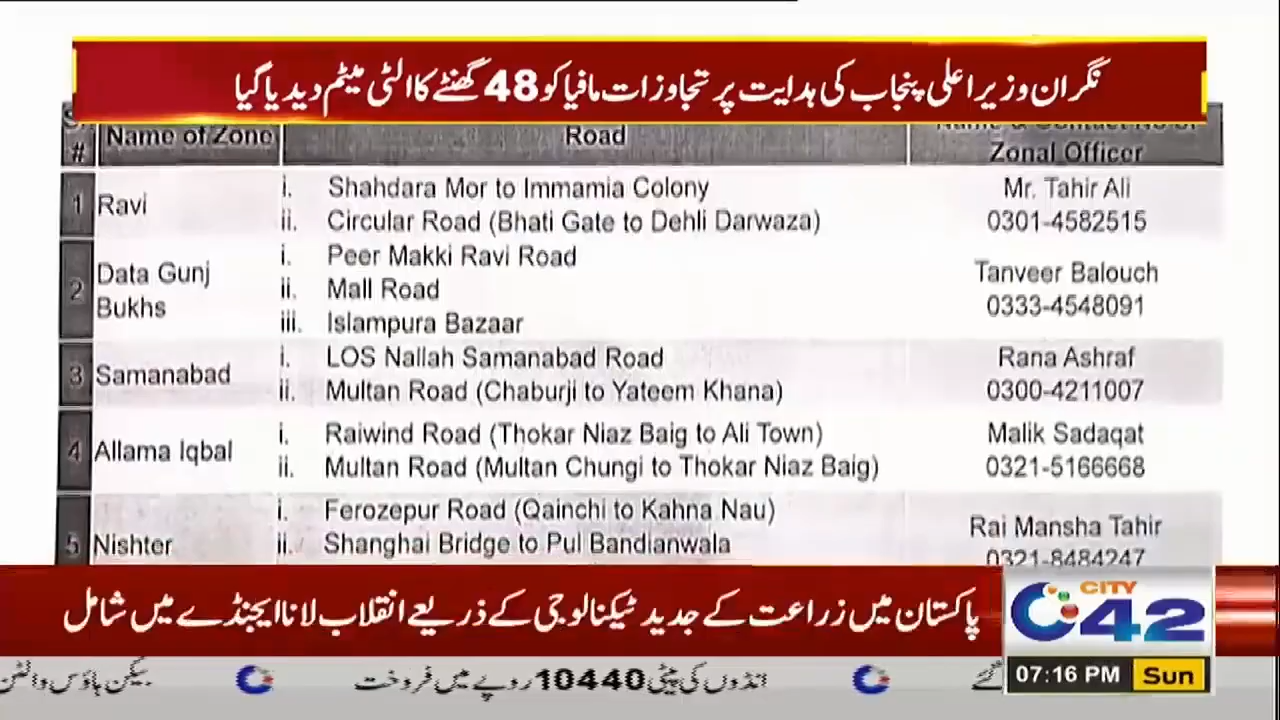 نگران وزیراعلی پنجاب کی ہدایت پر تجاوزات مافیا کو 48 گھنٹے کا الٹی میٹم دیدیا گیا
# Name of Zone Road Zonal Officer
1 Ravi
i. Shahdara Mor to Immamia Colony
ii. Circular Road (Bhati Gate to Dehli Darwaza)
Mr. Tahir Ali
0301-4582515
2 Data Gunj
Bukhs
i. Peer Makki Ravi Road
ii. Mall Road
iii. Islampura Bazaar
Tanveer Balouch
0333-4548091
3 Samanabad
i. LOS Nallah Samanabad Road
ii. Multan Road (Chaburji to Yateem Khana)
Rana Ashraf
0300-4211007
4 Allama Iqbal
i. Raiwind Road (Thokar Niaz Baig to Ali Town)
ii. Multan Road (Multan Chungi to Thokar Niaz Baig)
Malik Sadaqat
0321-5166668
5 Nishter
i. Ferozepur Road (Qainchi to Kahna Nau)
ii. Shanghai Bridge to Pul Bandianwala
Rai Mansha Tahir
0321-8484247
پاکستان میں زراعت کے جدید ٹیکنالوجی کے ذریعے انقلاب لانا ایجنڈے میں شامل
CITY
42
گئے انڈوں کی پیٹی 10440 روپے میں فروخت بیکن ہاؤس والٹن
07:16 PM Sun